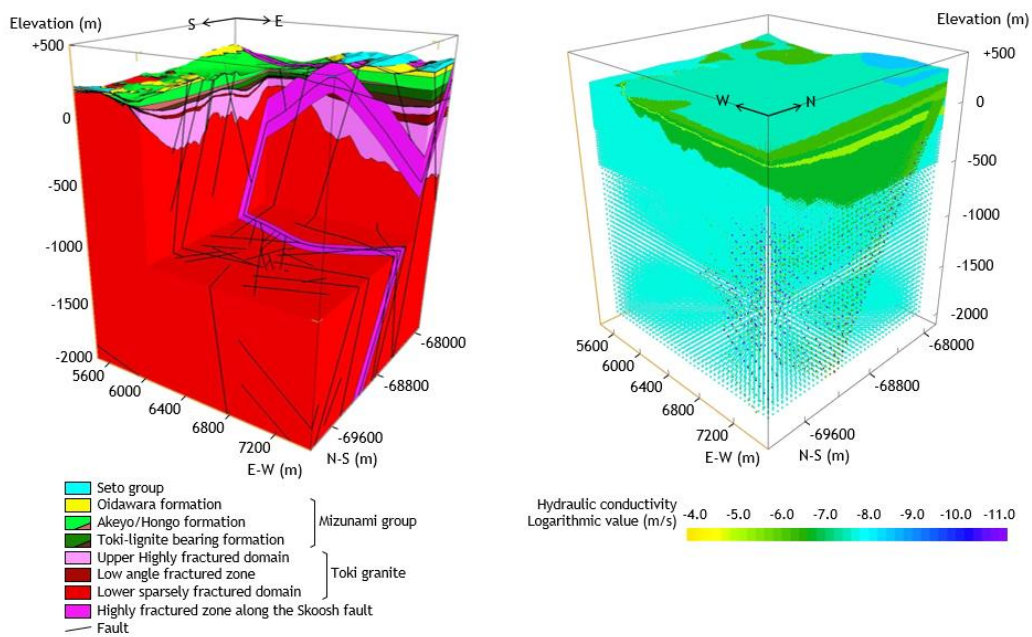 Elevation (m)
S
E
+500
0
-500
-1000
-1500
-2000
5600
6000
6400
6800
7200
E-W (m)
-68000
-68800
-69600
N-S (m)
Seto group
Oidawara formation
Akeyo/Hongo formation
Toki-lignite bearing formation
Mizunami group
Upper Highly fractured domain
Low angle fractured zone
Lower sparsely fractured domain
Toki granite
Highly fractured zone along the Skoosh fault
Fault
Elevation (m)
W
N
+500
0
-500
-1000
-1500
-2000
5600
6000
6400
6800
7200
E-W (m)
-68000
-68800
-69600
N-S (m)
Hydraulic conductivity
Logarithmic value (m/s)
-4.0 -5.0 -6.0 -7.0 -8.0 -9.0 -10.0 -11.0